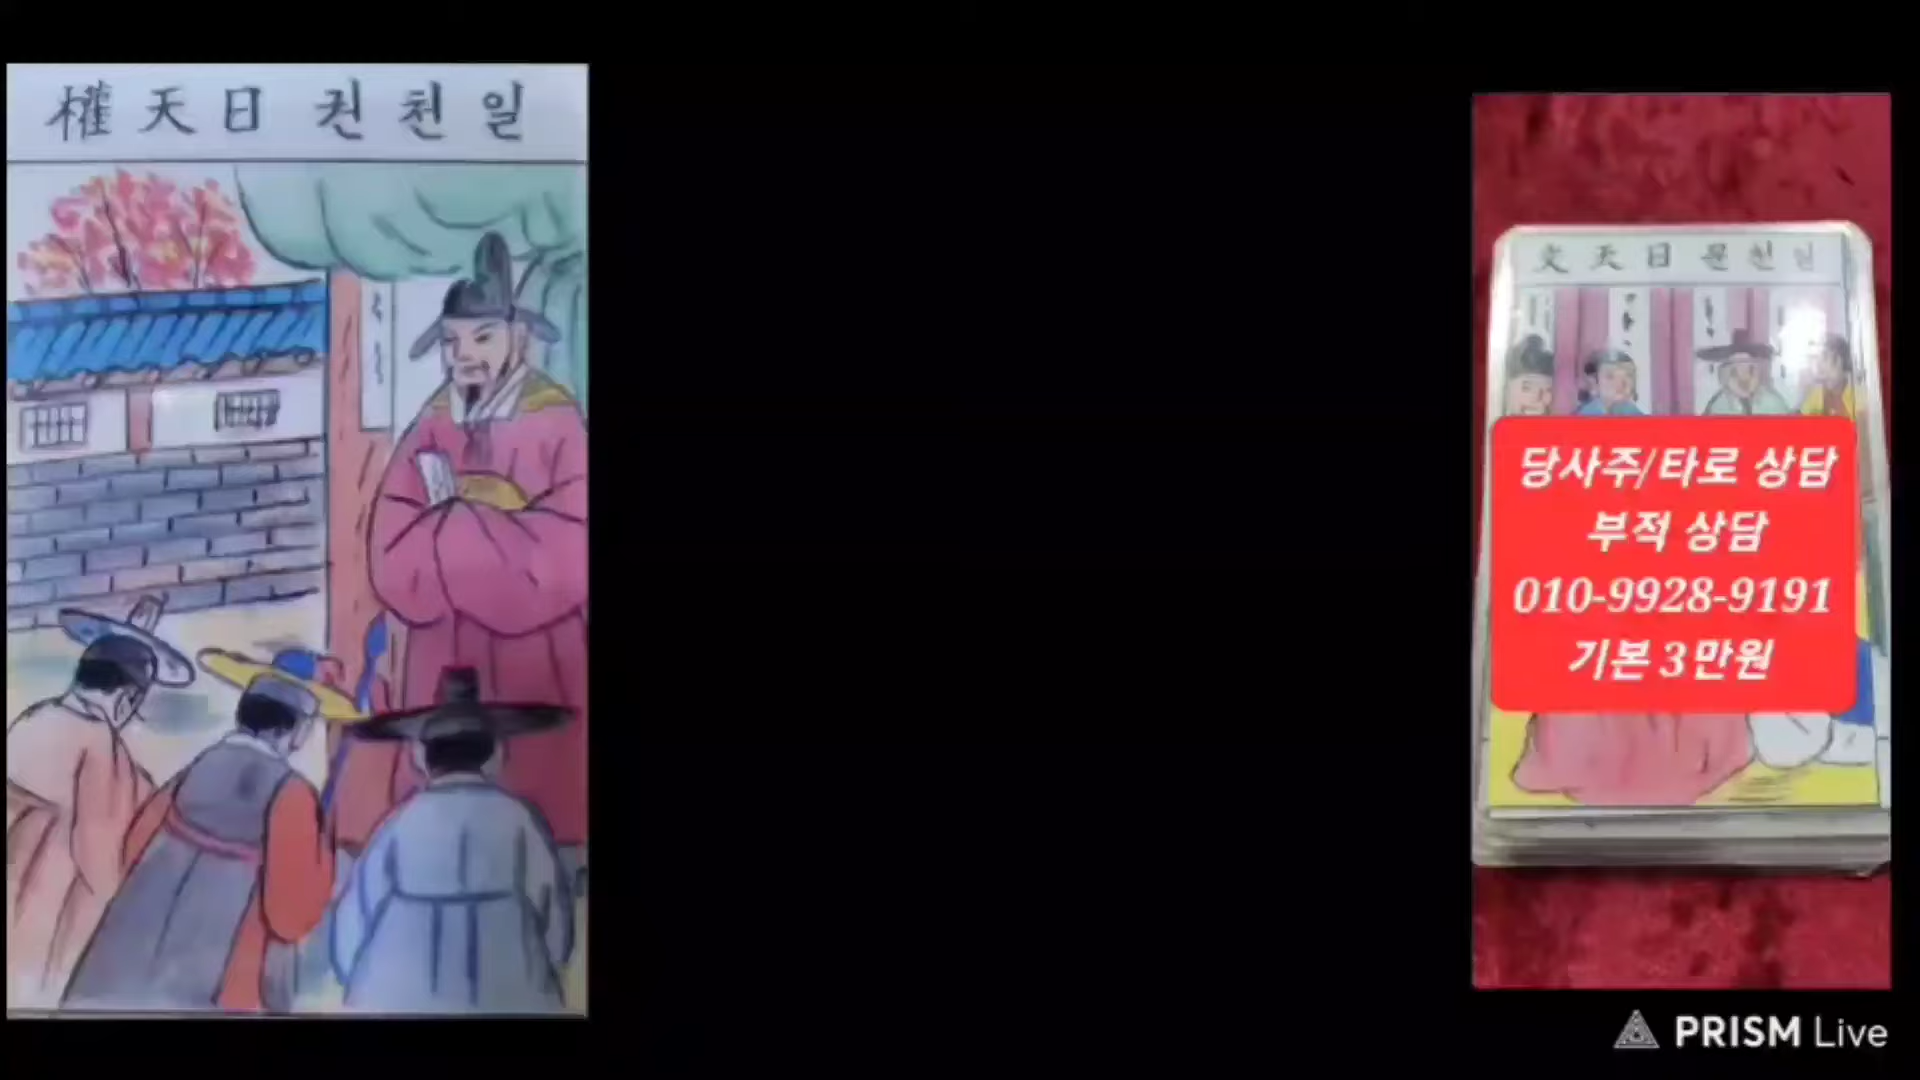 權天日 권천일
文天日 문천일
당사주/타로 상담
부적 상담
010-9928-9191
기본 3만원
PRISM Live